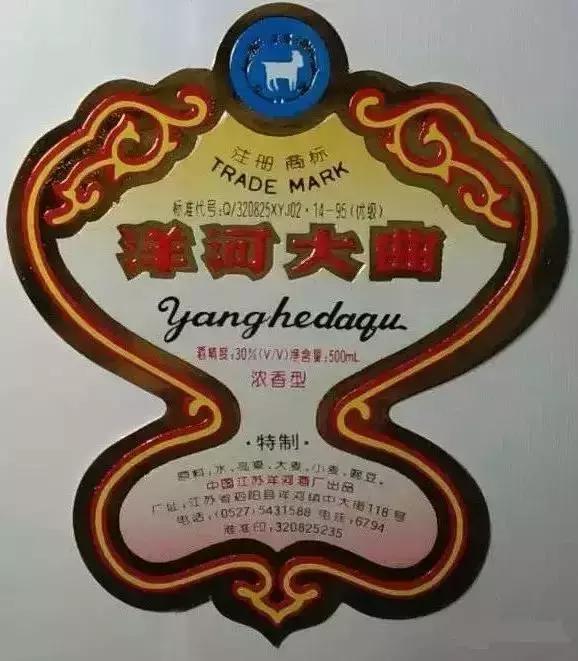 注册 商标
TRADE MARK
标准代号:Q/320825XYJ02·14-95(优级)
洋河大曲
Yanghedaqu
酒精度:30%(V/V)净含量:500mL
浓香型
·特制·
原料,水,高粱,大麦,小麦,豌豆,
中国江苏洋河酒厂出品
厂址,江苏省泗阳县洋河镇中大街118号
电话,(0527)5431588 电挂,6794
准准印,320825235